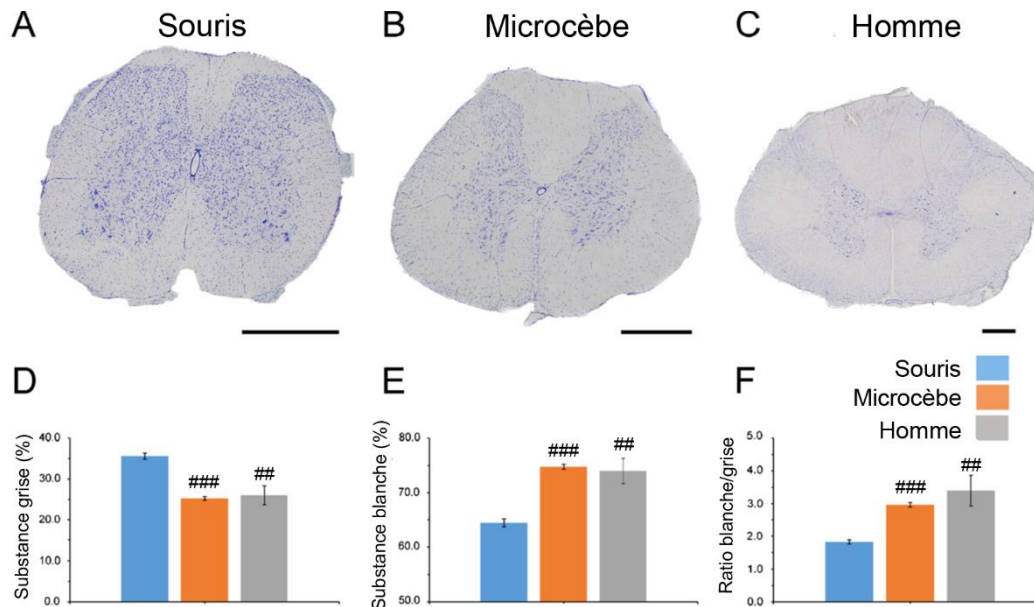 A Souris
B Microcèbe
C Homme
Souris
Microcèbe
Homme
D
Substance grise (%)
40.0
30.0
20.0
10.0
0.0
###
##
E
Substance blanche (%)
80.0
70.0
60.0
50.0
###
##
F
Ratio blanche/grise
5.0
4.0
3.0
2.0
1.0
0.0
###
##